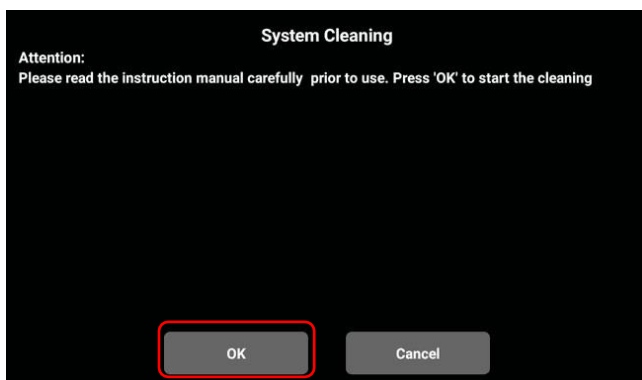 System Cleaning
Attention:
Please read the instruction manual carefully prior to use. Press 'OK' to start the cleaning
OK
Cancel